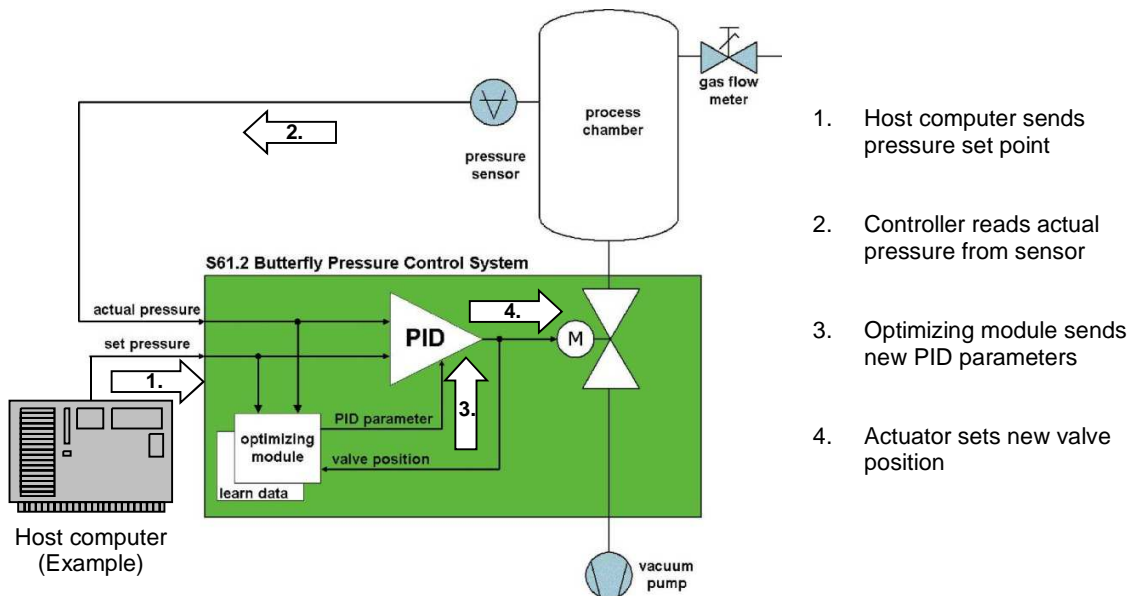 gas flow
meter
process
chamber
2.
pressure
sensor
S61.2 Butterfly Pressure Control System
actual pressure
set pressure
PID
4.
M
1.
3.
PID parameter
optimizing
module
valve position
learn data
Host computer
(Example)
vacuum
pump
1. Host computer sends
pressure set point
2. Controller reads actual
pressure from sensor
3. Optimizing module sends
new PID parameters
4. Actuator sets new valve
position